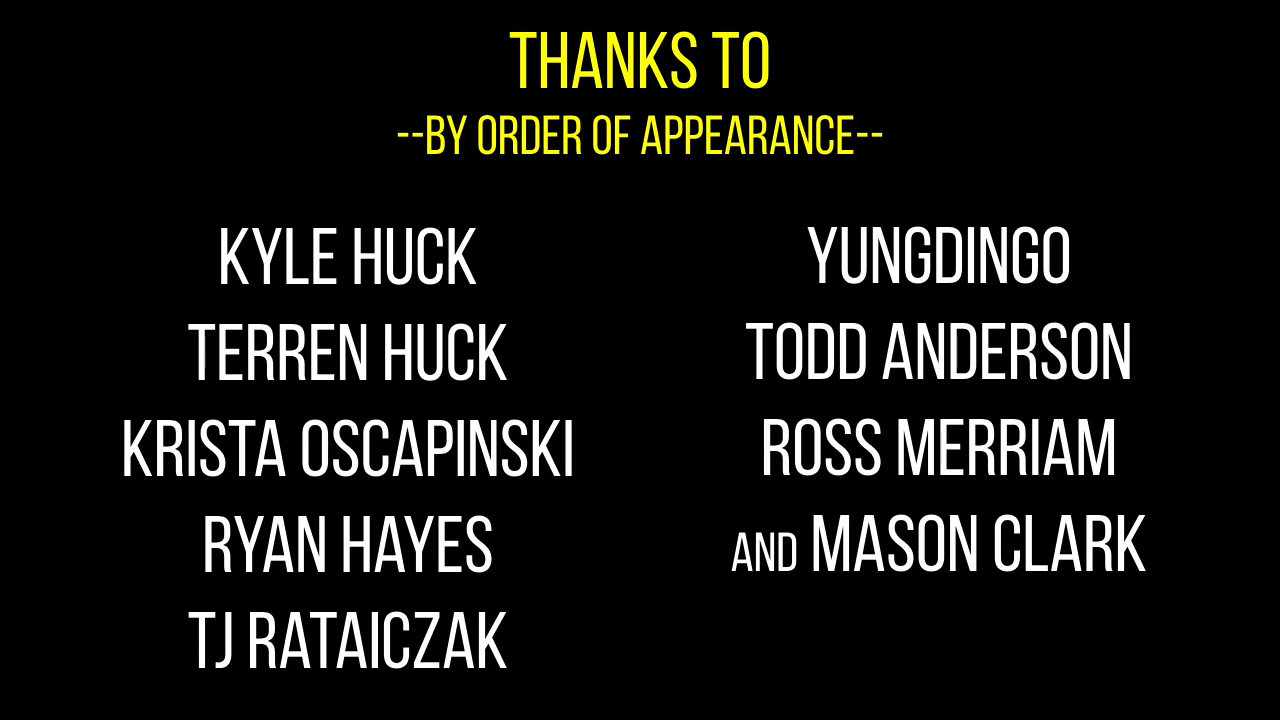 THANKS TO
--BY ORDER OF APPEARANCE--
KYLE HUCK
TERREN HUCK
KRISTA OSCAPINSKI
RYAN HAYES
TJ RATAICZAK
YUNGDINGO
TODD ANDERSON
ROSS MERRIAM
AND MASON CLARK